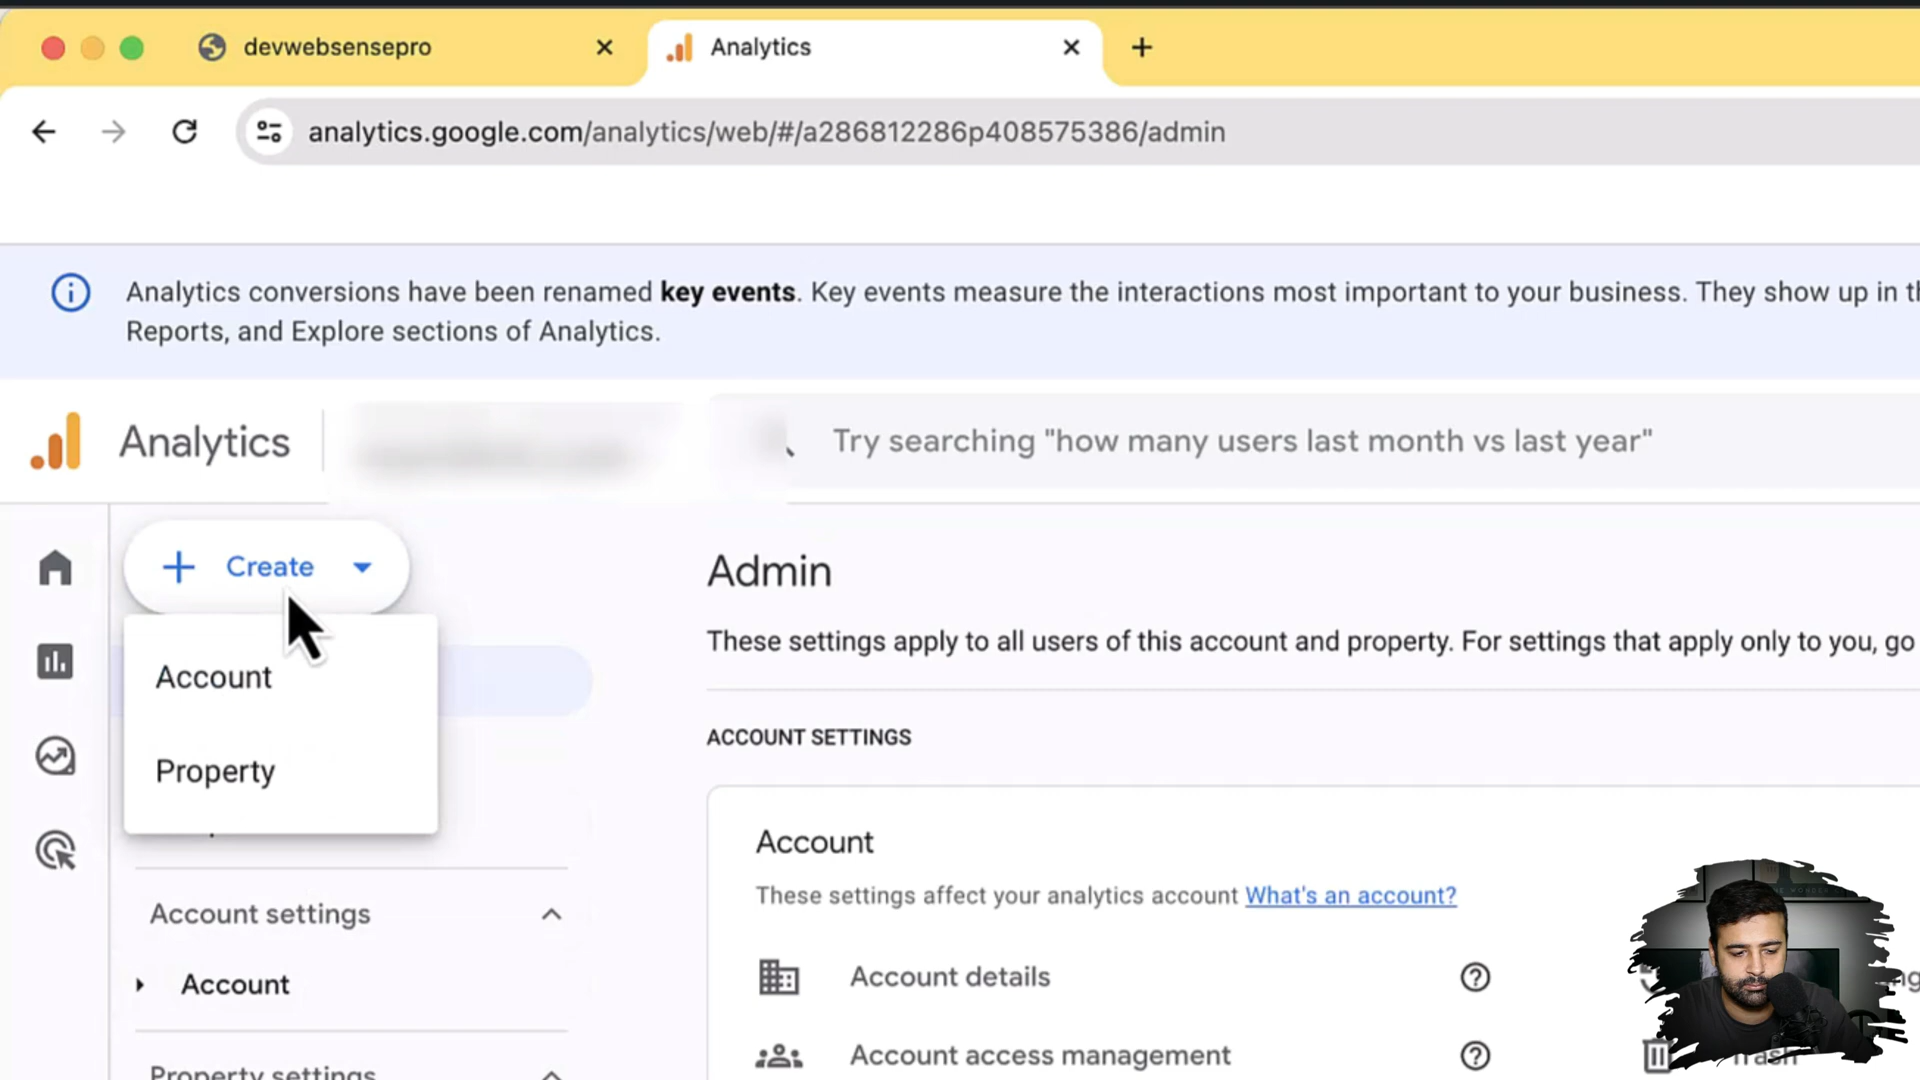 devwebsensepro
Analytics
analytics.google.com/analytics/web/#/a286812286p408575386/admin
Analytics conversions have been renamed key events. Key events measure the interactions most important to your business. They show up in
Reports, and Explore sections of Analytics.
Analytics
Try searching "how many users last month vs last year"
Create
Account
Property
Admin
These settings apply to all users of this account and property. For settings that apply only to you, go
ACCOUNT SETTINGS
Account
These settings affect your analytics account What's an account?
Account settings
Account
Property settings
Account details
Account access management
Trash